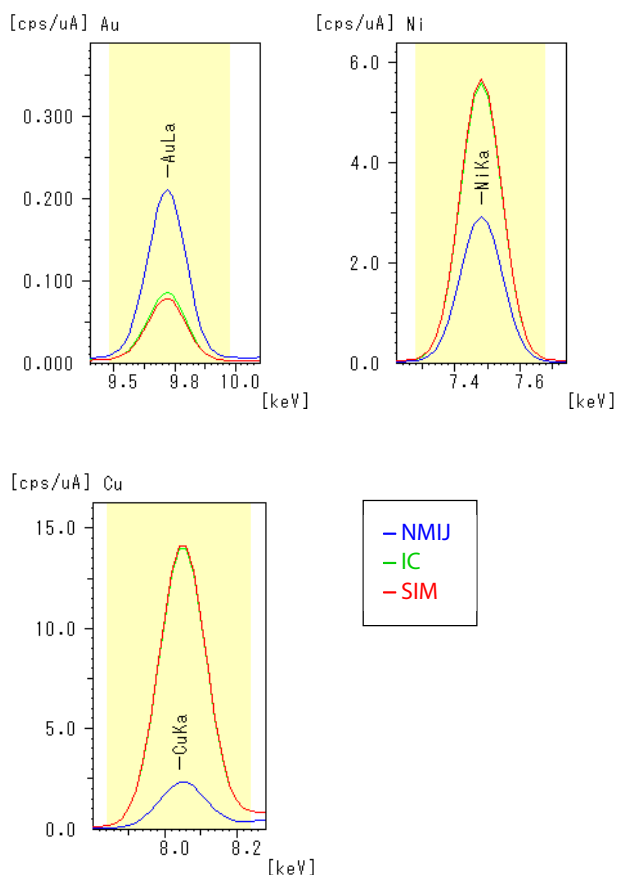 [cps/uA] Au
0.300
0.200
0.100
0.000
AuLa
9.5 9.8 10.0
[keV]
[cps/uA] Ni
6.0
4.0
2.0
0.0
NiKa
7.4 7.6
[keV]
[cps/uA] Cu
15.0
10.0
5.0
0.0
CuKa
8.0 8.2
[keV]
NMIJ
IC
SIM